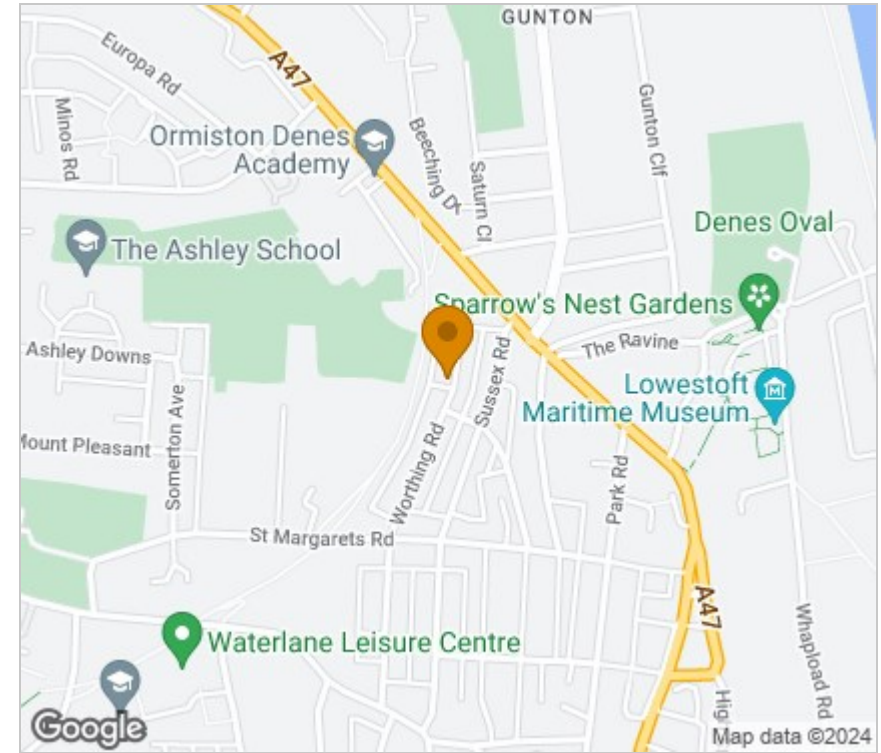 GUNTON
Europa Rd
A47
Minos Rd
Ormiston Denes
Academy
Beeching D
Saturn Cl
Gunton Clf
Denes Oval
The Ashley School
Sparrow's Nest Gardens
The Ravine
Ashley Downs
Somerton Ave
Sussex Rd
Lowestoft
Maritime Museum
Mount Pleasant
Worthing Rd
Park Rd
St Margarets Rd
A47
Waterlane Leisure Centre
Whapload Rd
Hig
Google
Map data ©2024